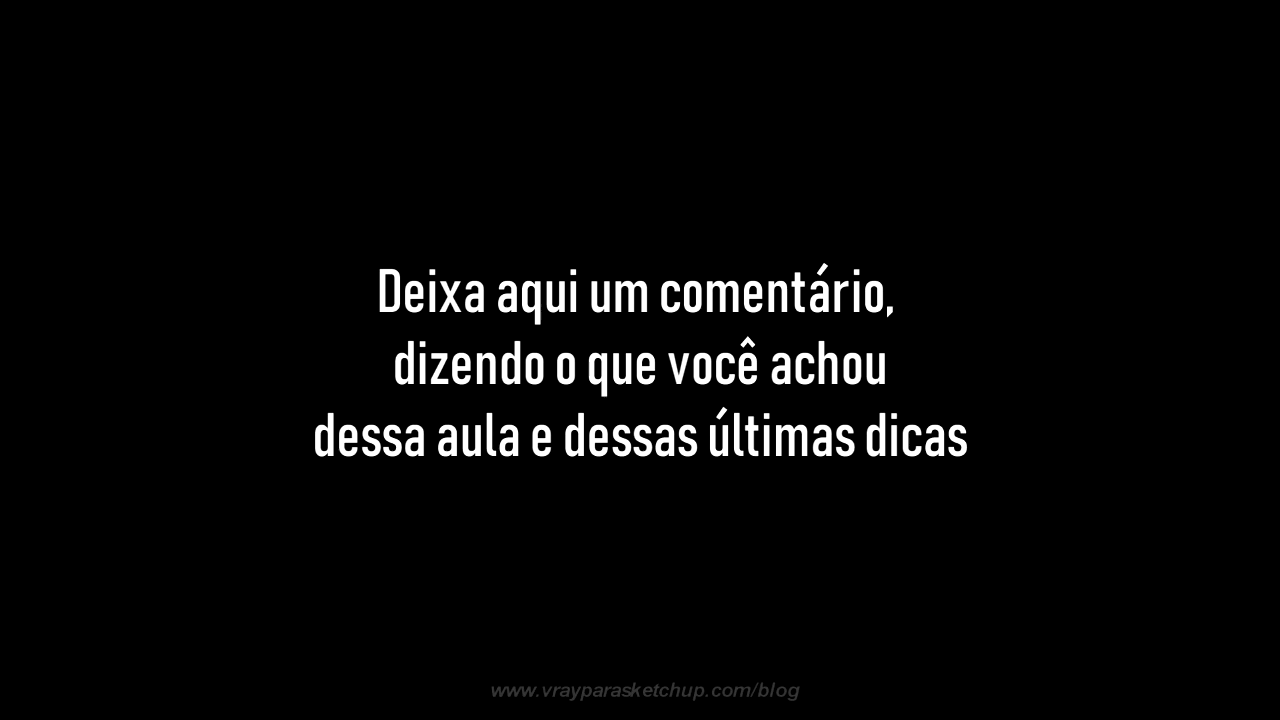 Deixa aqui um comentário,
dizendo o que você achou
dessa aula e dessas últimas dicas
www.vrayparasketchup.com/blog